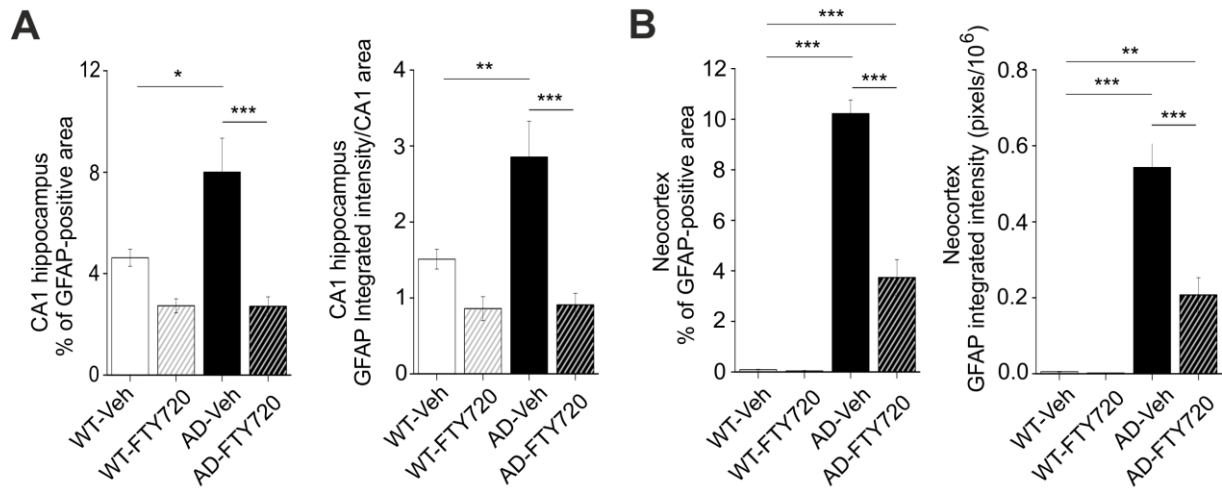 A
CA1 hippocampus
% of GFAP-positive area
12
8
4
0
*
***
WT-Veh
WT-FTY720
AD-Veh
AD-FTY720
CA1 hippocampus
GFAP Integrated intensity/CA1 area
4
3
2
1
0
**
***
WT-Veh
WT-FTY720
AD-Veh
AD-FTY720
B
Neocortex
% of GFAP-positive area
12
10
8
6
4
2
0
***
***
***
WT-Veh
WT-FTY720
AD-Veh
AD-FTY720
Neocortex
GFAP integrated intensity (pixels/10⁶)
0.8
0.6
0.4
0.2
0.0
**
***
***
WT-Veh
WT-FTY720
AD-Veh
AD-FTY720